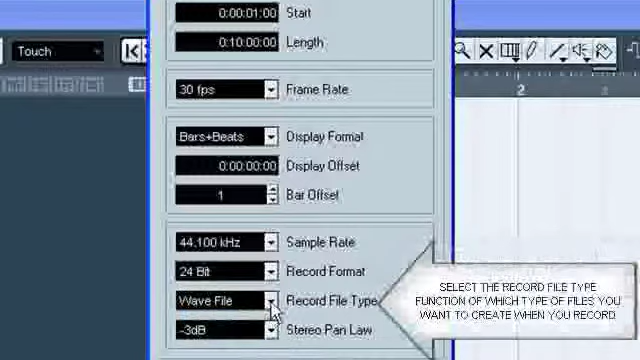 0:00:01:00 Start
0:10:00:00 Length
Touch
30 fps Frame Rate
2
3
Bars+Beats Display Format
0:00:00:00 Display Offset
1 Bar Offset
44.100 kHz Sample Rate
24 Bit Record Format
Wave File Record File Type
-3dB Stereo Pan Law
SELECT THE RECORD FILE TYPE
FUNCTION OF WHICH TYPE OF FILES YOU
WANT TO CREATE WHEN YOU RECORD